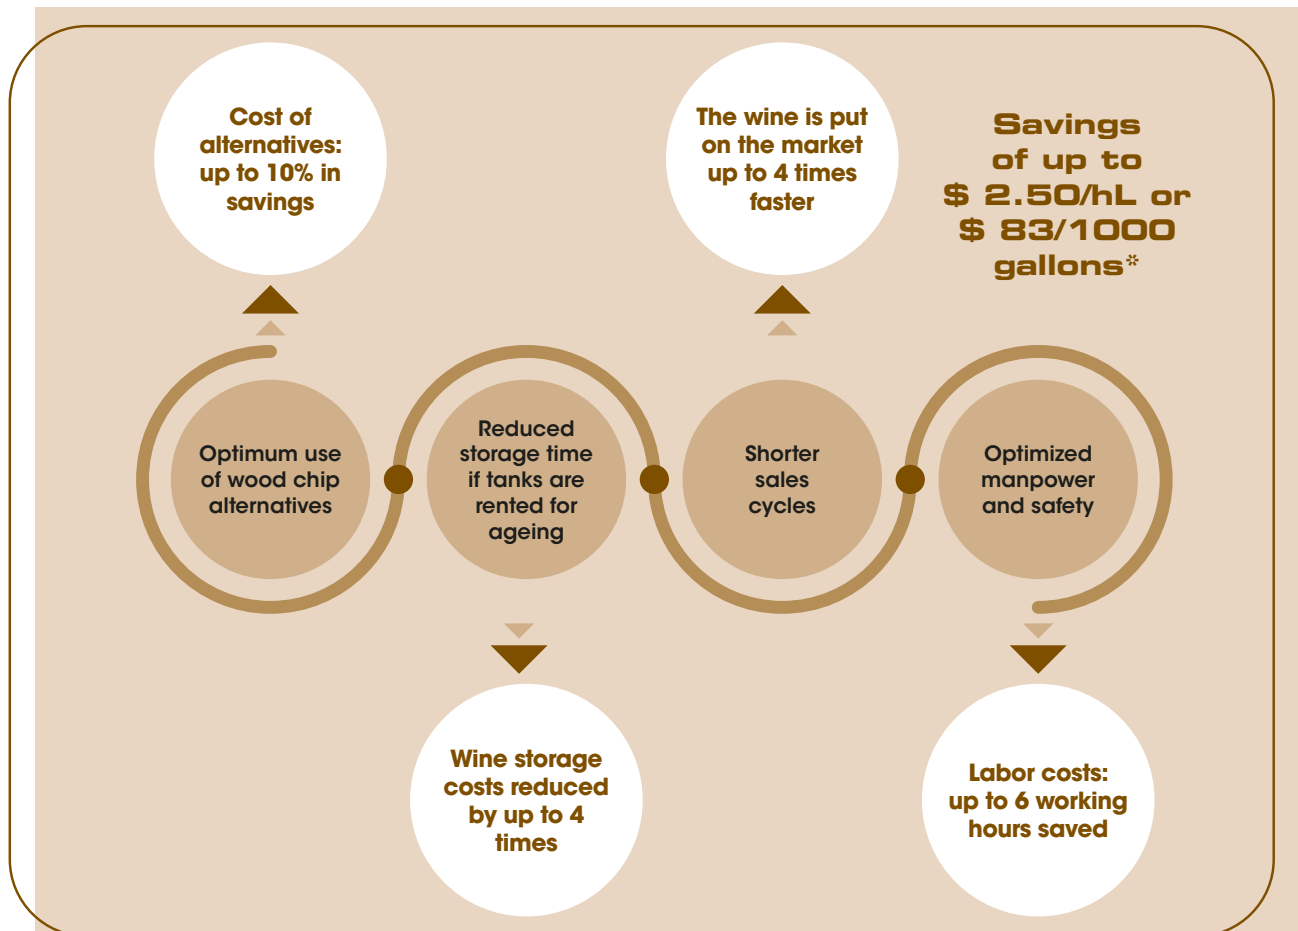 Cost of
alternatives:
up to 10% in
savings
The wine is put
on the market
up to 4 times
faster
Savings
of up to
$ 2.50/hL or
$ 83/1000
gallons*
Optimum use
of wood chip
alternatives
Reduced
storage time
if tanks are
rented for
ageing
Shorter
sales
cycles
Optimized
manpower
and safety
Wine storage
costs reduced
by up to 4
times
Labor costs:
up to 6 working
hours saved